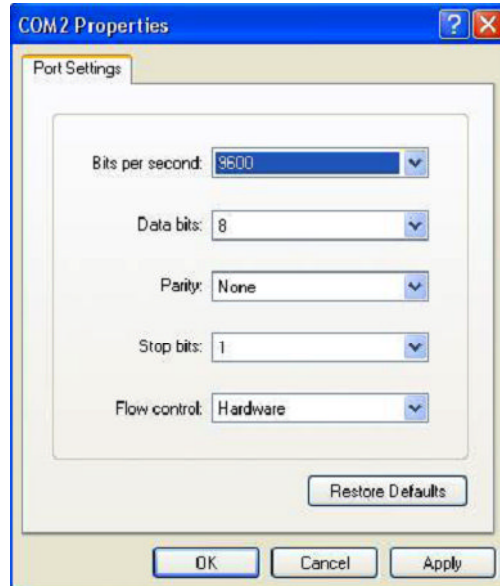 COM2 Properties
Port Settings
Bits per second: 9600
Data bits: 8
Parity: None
Stop bits: 1
Flow control: Hardware
Restore Defaults
OK Cancel Apply